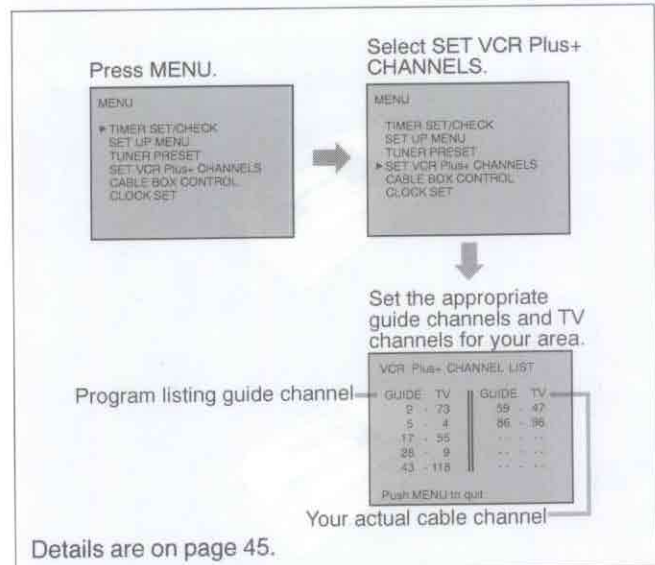 Press MENU.
MENU
▶ TIMER SET/CHECK
SET UP MENU
TUNER PRESET
SET VCR Plus+ CHANNELS
CABLE BOX CONTROL
CLOCK SET
Select SET VCR Plus+
CHANNELS.
MENU
TIMER SET/CHECK
SET UP MENU
TUNER PRESET
▶ SET VCR Plus+ CHANNELS
CABLE BOX CONTROL
CLOCK SET
Set the appropriate
guide channels and TV
channels for your area.
VCR Plus+ CHANNEL LIST
GUIDE TV GUIDE TV
2 - 73 59 - 47
5 - 4 86 - 96
17 - 55 - - - - -
28 - 9 - - - - -
43 - 118 - - - - -
Push MENU to quit
Program listing guide channel
Your actual cable channel
Details are on page 45.